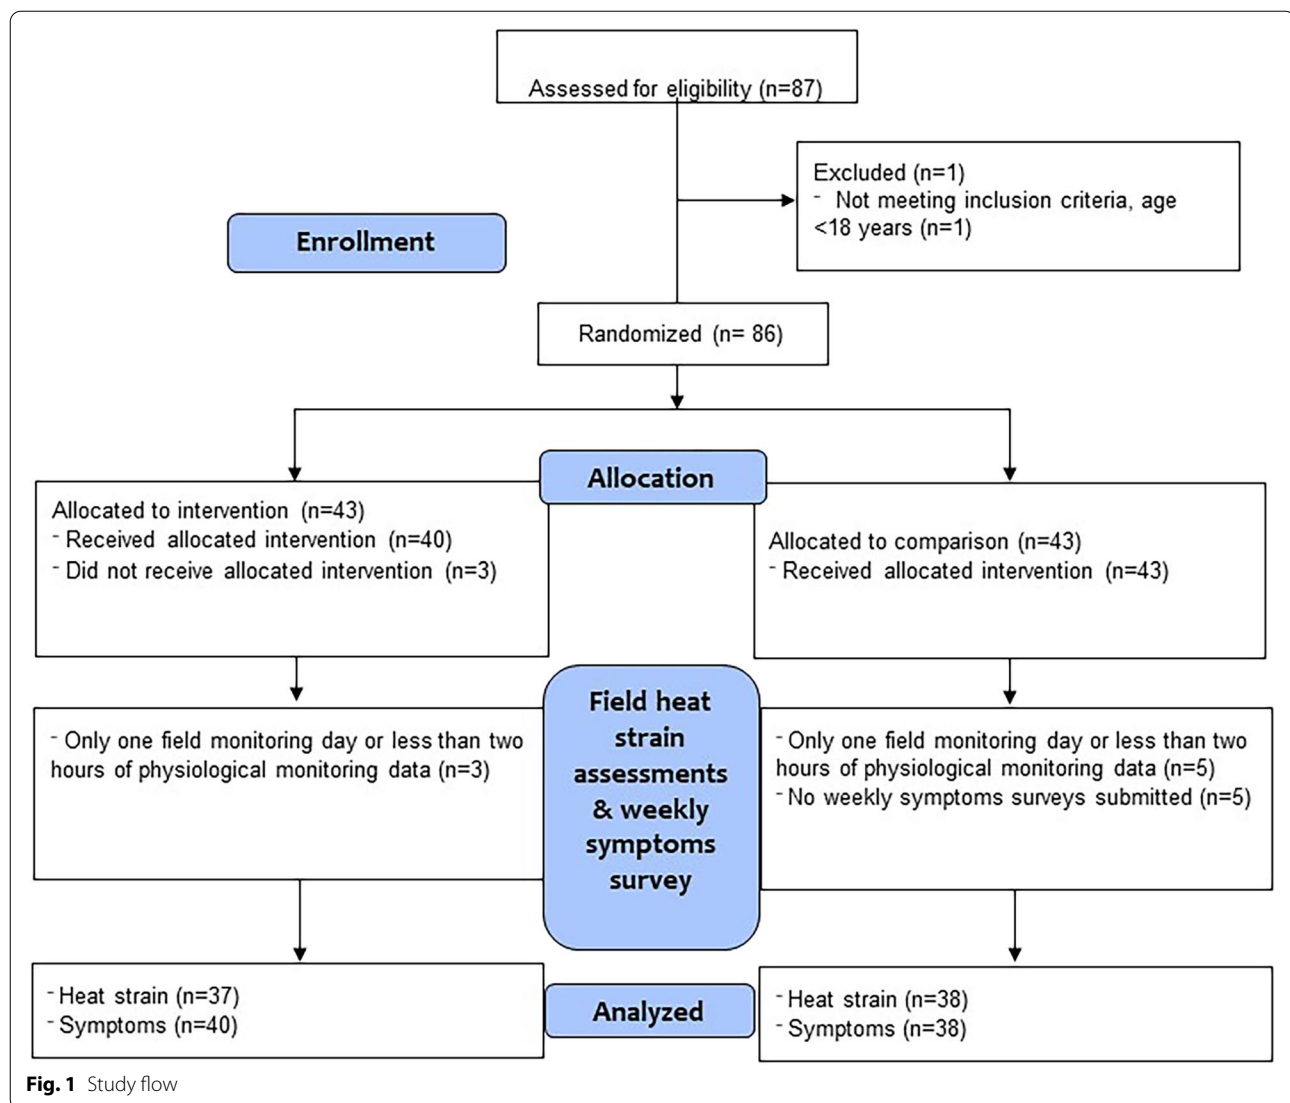 Assessed for eligibility (n=87)
Excluded (n=1)
- Not meeting inclusion criteria, age
<18 years (n=1)
Enrollment
Randomized (n= 86)
Allocation
Allocated to intervention (n=43)
- Received allocated intervention (n=40)
- Did not receive allocated intervention (n=3)
Allocated to comparison (n=43)
- Received allocated intervention (n=43)
Field heat
strain
assessments
& weekly
symptoms
survey
- Only one field monitoring day or less than two
hours of physiological monitoring data (n=3)
- Only one field monitoring day or less than two
hours of physiological monitoring data (n=5)
- No weekly symptoms surveys submitted (n=5)
Analyzed
- Heat strain (n=37)
- Symptoms (n=40)
- Heat strain (n=38)
- Symptoms (n=38)
Fig. 1 Study flow